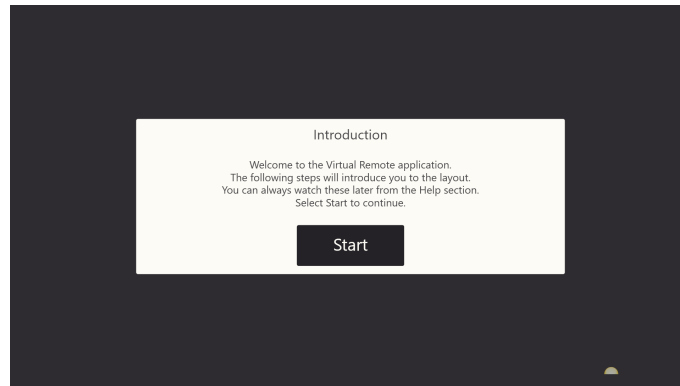 Introduction
Welcome to the Virtual Remote application.
The following steps will introduce you to the layout.
You can always watch these later from the Help section.
Select Start to continue.
Start